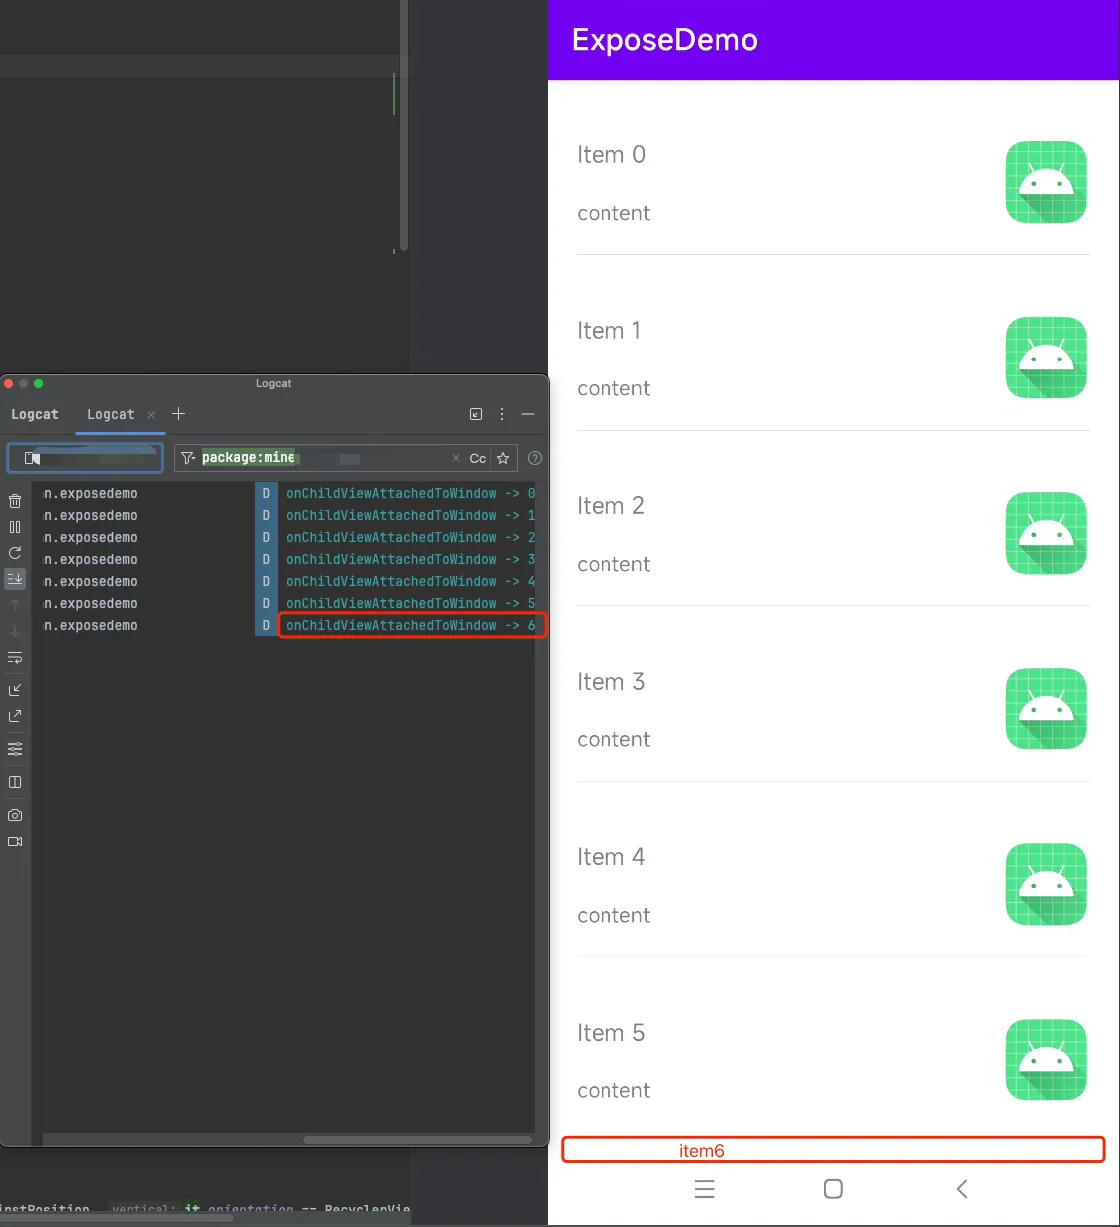 ExposeDemo
Item 0
content
Item 1
content
Item 2
content
Item 3
content
Item 4
content
Item 5
content
item6
Logcat
Logcat
Logcat
package:mine
Cc
n.exposedemo D onChildViewAttachedToWindow -> 0
n.exposedemo D onChildViewAttachedToWindow -> 1
n.exposedemo D onChildViewAttachedToWindow -> 2
n.exposedemo D onChildViewAttachedToWindow -> 3
n.exposedemo D onChildViewAttachedToWindow -> 4
n.exposedemo D onChildViewAttachedToWindow -> 5
n.exposedemo D onChildViewAttachedToWindow -> 6
vertical: it.orientation == RecyclerVie